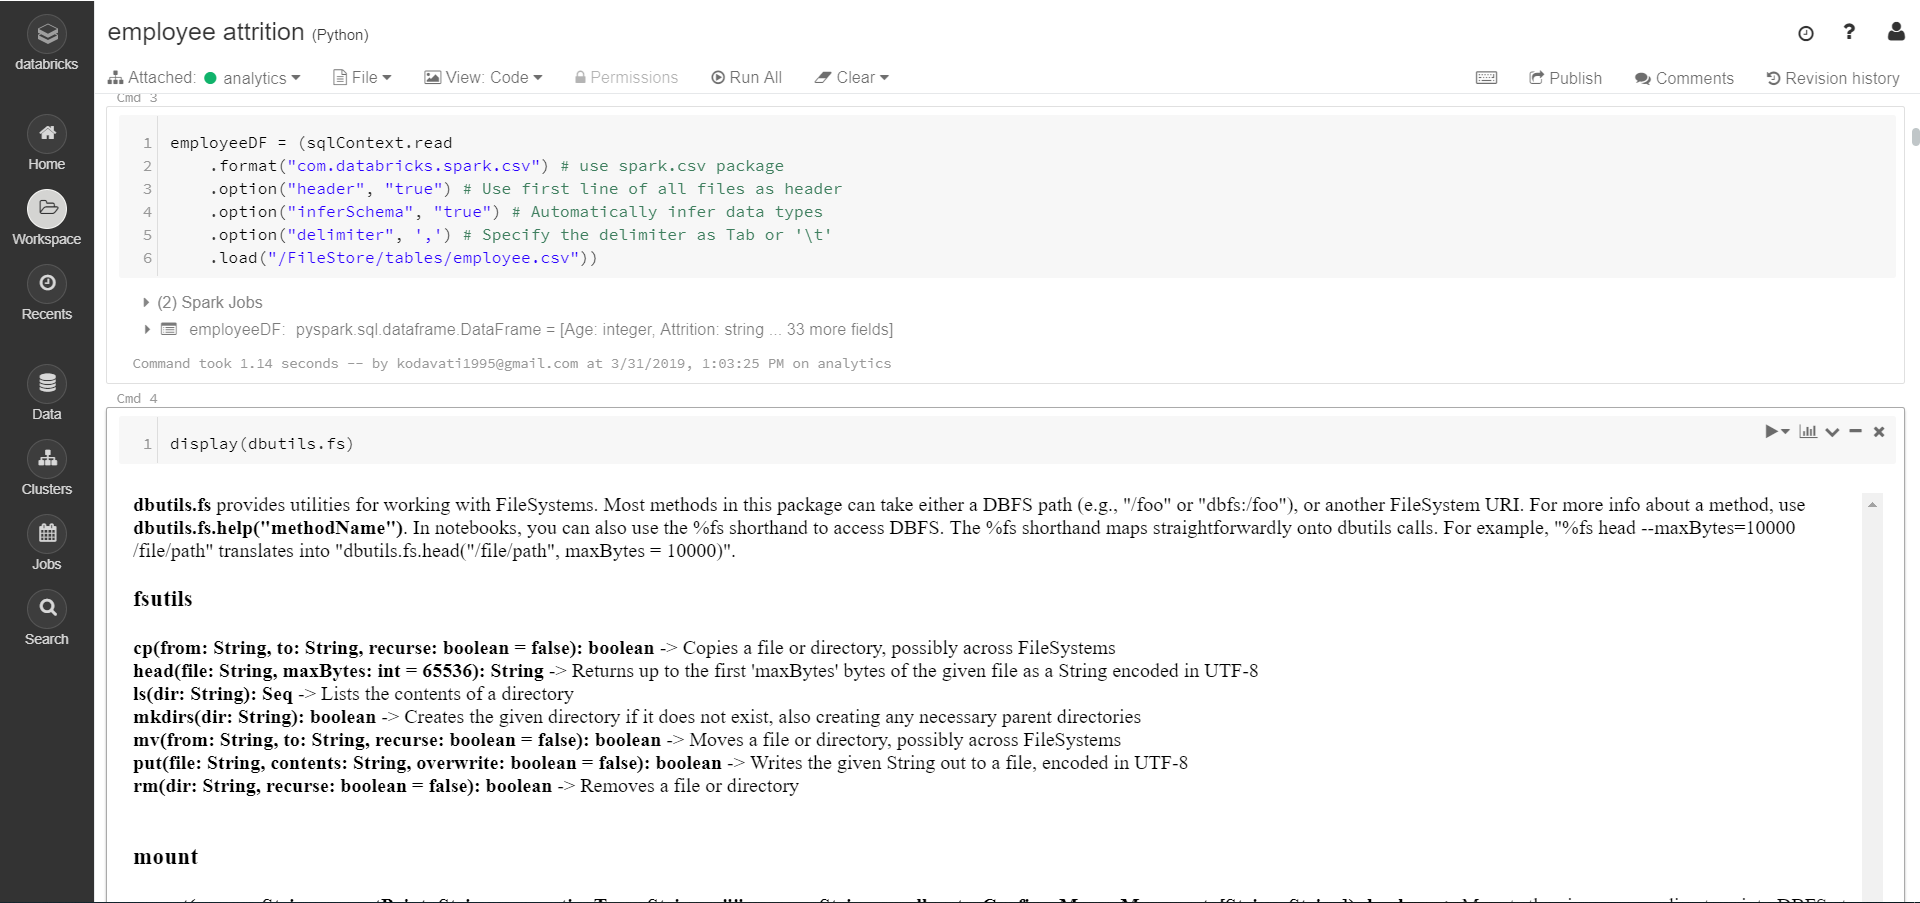 databricks
Home
Workspace
Recents
Data
Clusters
Jobs
Search
employee attrition (Python)
Attached: analytics File View: Code Permissions Run All Clear Publish Comments Revision history
Cmd 3
1 employeeDF = (sqlContext.read
2 .format("com.databricks.spark.csv") # use spark.csv package
3 .option("header", "true") # Use first line of all files as header
4 .option("inferSchema", "true") # Automatically infer data types
5 .option("delimiter", ',') # Specify the delimiter as Tab or '\t'
6 .load("/FileStore/tables/employee.csv"))
(2) Spark Jobs
employeeDF: pyspark.sql.dataframe.DataFrame = [Age: integer, Attrition: string ... 33 more fields]
Command took 1.14 seconds -- by kodavati1995@gmail.com at 3/31/2019, 1:03:25 PM on analytics
Cmd 4
1 display(dbutils.fs)
dbutils.fs provides utilities for working with FileSystems. Most methods in this package can take either a DBFS path (e.g., "/foo" or "dbfs:/foo"), or another FileSystem URI. For more info about a method, use
dbutils.fs.help("methodName"). In notebooks, you can also use the %fs shorthand to access DBFS. The %fs shorthand maps straightforwardly onto dbutils calls. For example, "%fs head --maxBytes=10000
/file/path" translates into "dbutils.fs.head("/file/path", maxBytes = 10000)".
fsutils
cp(from: String, to: String, recurse: boolean = false): boolean -> Copies a file or directory, possibly across FileSystems
head(file: String, maxBytes: int = 65536): String -> Returns up to the first 'maxBytes' bytes of the given file as a String encoded in UTF-8
ls(dir: String): Seq -> Lists the contents of a directory
mkdirs(dir: String): boolean -> Creates the given directory if it does not exist, also creating any necessary parent directories
mv(from: String, to: String, recurse: boolean = false): boolean -> Moves a file or directory, possibly across FileSystems
put(file: String, contents: String, overwrite: boolean = false): boolean -> Writes the given String out to a file, encoded in UTF-8
rm(dir: String, recurse: boolean = false): boolean -> Removes a file or directory
mount